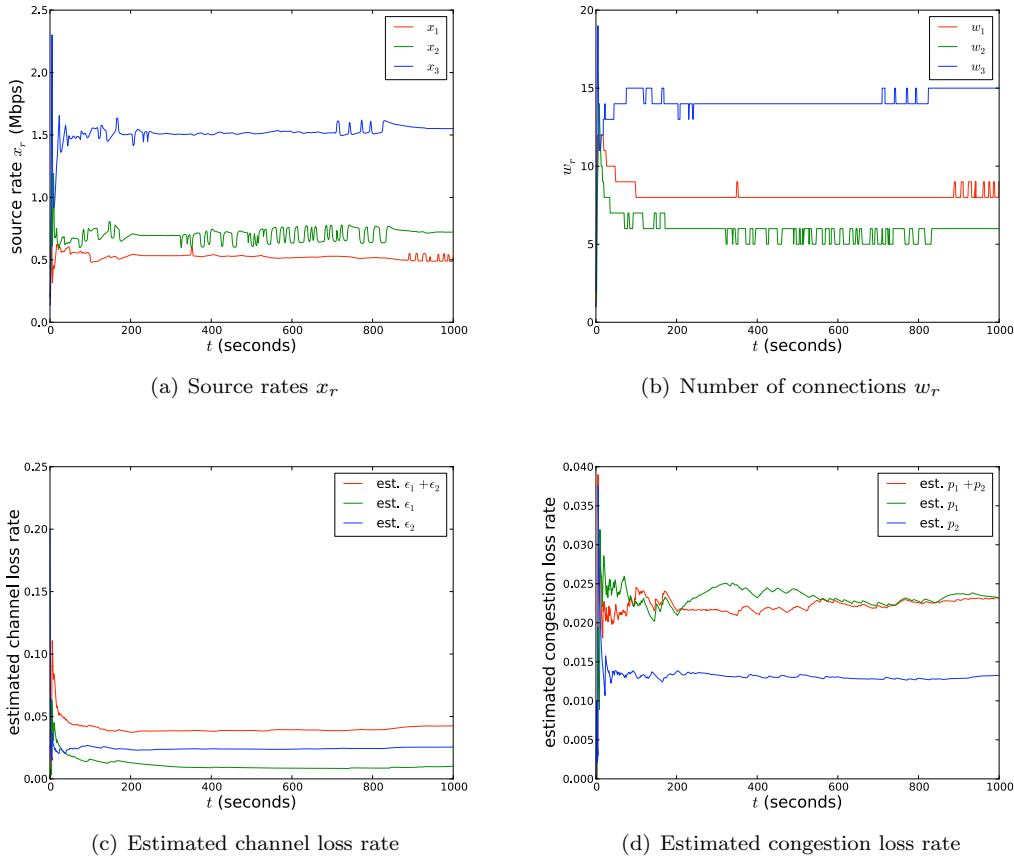 2.5
2.0
1.5
1.0
0.5
0.0
source rate x_r (Mbps)
x_1
x_2
x_3
0 200 400 600 800 1000
t (seconds)
(a) Source rates x_r
20
15
10
5
0
w_r
w_1
w_2
w_3
0 200 400 600 800 1000
t (seconds)
(b) Number of connections w_r
0.25
0.20
0.15
0.10
0.05
0.00
estimated channel loss rate
est. ϵ_1 + ϵ_2
est. ϵ_1
est. ϵ_2
0 200 400 600 800 1000
t (seconds)
(c) Estimated channel loss rate
0.040
0.035
0.030
0.025
0.020
0.015
0.010
0.005
0.000
estimated congestion loss rate
est. p_1 + p_2
est. p_1
est. p_2
0 200 400 600 800 1000
t (seconds)
(d) Estimated congestion loss rate